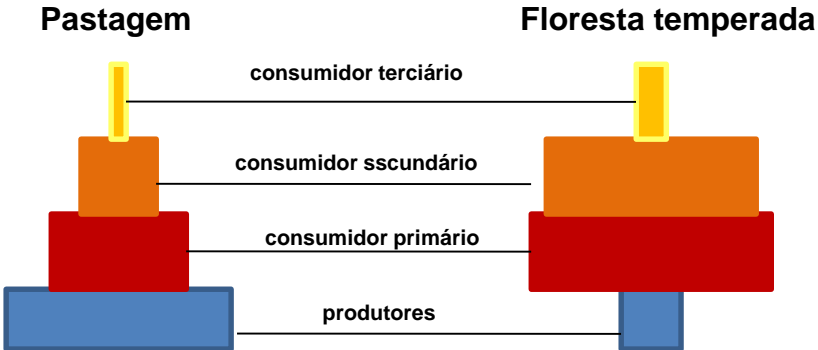 Pastagem
Floresta temperada
consumidor terciário
consumidor sscundário
consumidor primário
produtores